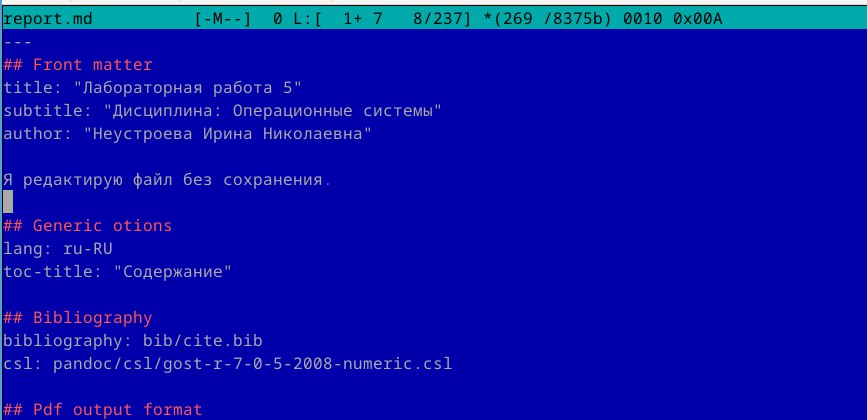 report.md [-M--] 0 L:[ 1+ 7 8/237] *(269 /8375b) 0010 0x00A
---
## Front matter
title: "Лабораторная работа 5"
subtitle: "Дисциплина: Операционные системы"
author: "Неустроева Ирина Николаевна"
Я редактирую файл без сохранения.
## Generic otions
lang: ru-RU
toc-title: "Содержание"
## Bibliography
bibliography: bib/cite.bib
csl: pandoc/csl/gost-r-7-0-5-2008-numeric.csl
## Pdf output format